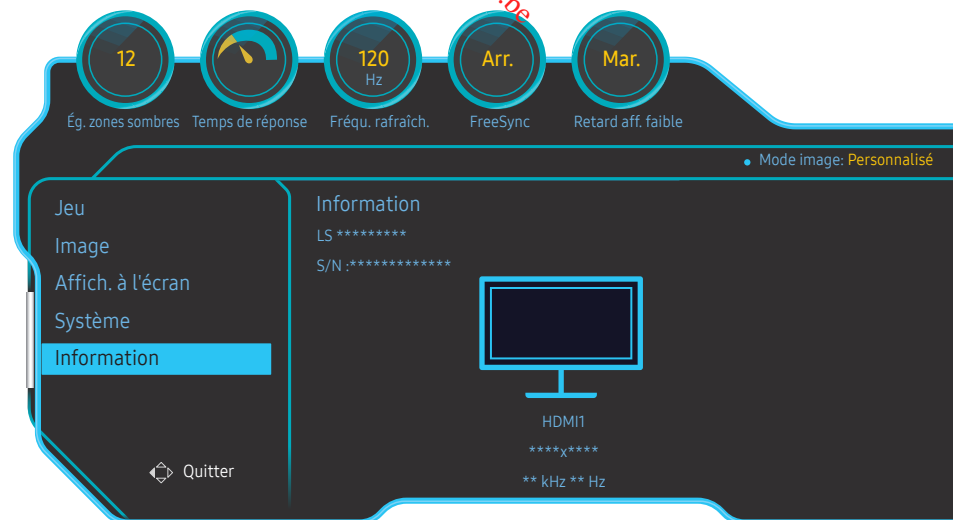 .be
12
120
Hz
Arr.
Mar.
Ég. zones sombres
Temps de réponse
Fréqu. rafraîch.
FreeSync
Retard aff. faible
Mode image: Personnalisé
Jeu
Image
Affich. à l'écran
Système
Information
Quitter
Information
LS *********
S/N :*************
HDMI1
****x****
** kHz ** Hz